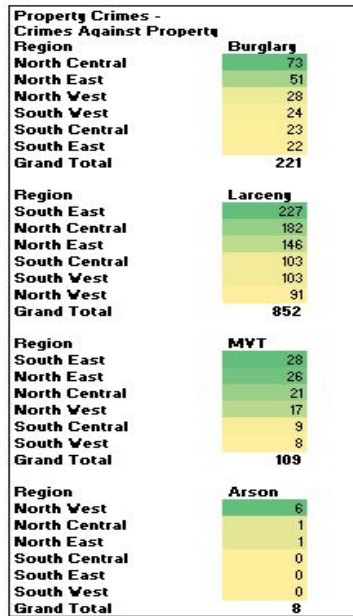 Property Crimes -
Crimes Against Property
Region Burglary
North Central 73
North East 51
North West 28
South West 24
South Central 23
South East 22
Grand Total 221
Region Larceny
South East 227
North Central 182
North East 146
South Central 103
South West 103
North West 91
Grand Total 852
Region MVT
South East 28
North East 26
North Central 21
North West 17
South Central 9
South West 8
Grand Total 109
Region Arson
North West 6
North Central 1
North East 1
South Central 0
South East 0
South West 0
Grand Total 8